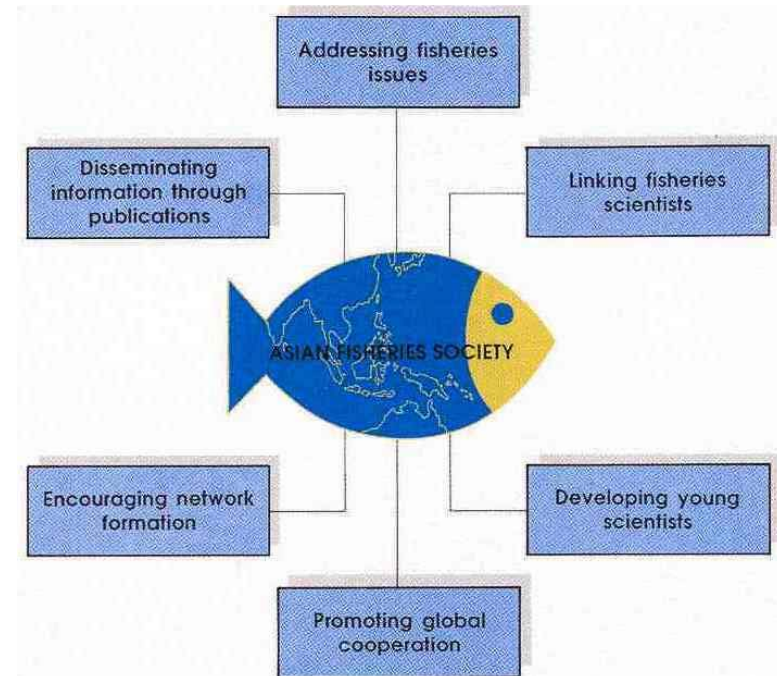 Addressing fisheries
issues
Disseminating
information through
publications
Linking fisheries
scientists
ASIAN FISHERIES SOCIETY
Encouraging network
formation
Developing young
scientists
Promoting global
cooperation